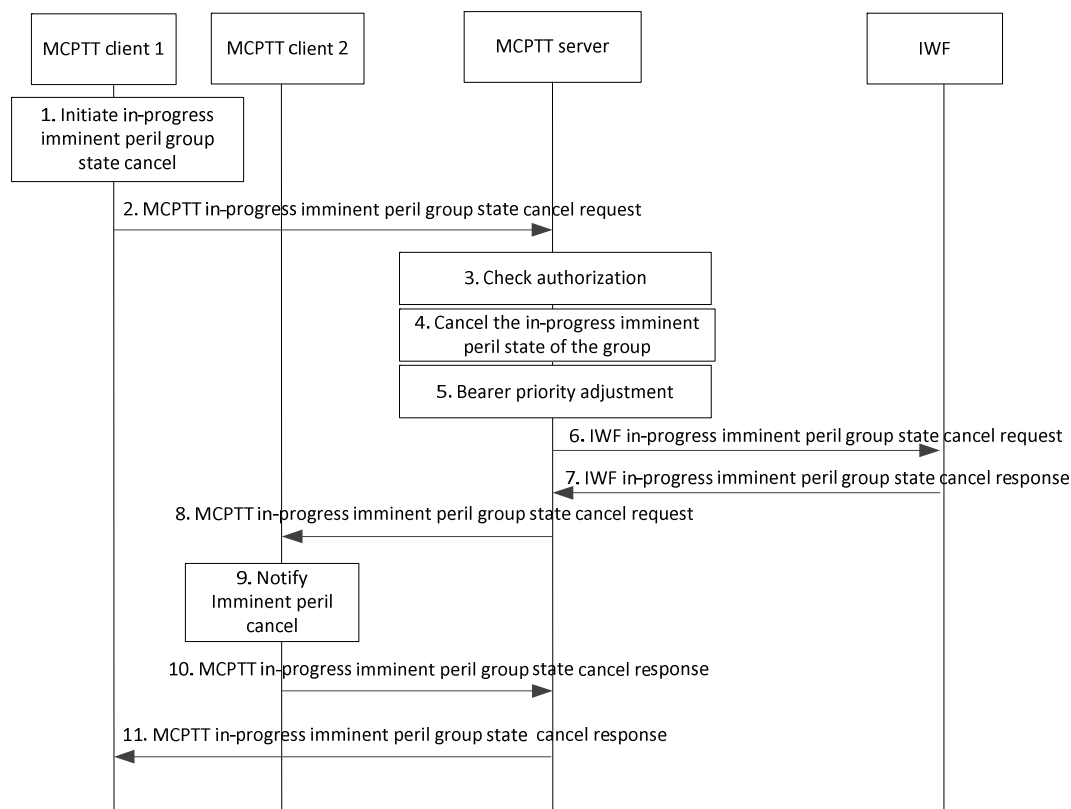 MCPTT client 1
MCPTT client 2
MCPTT server
IWF
1. Initiate in-progress
imminent peril group
state cancel
2. MCPTT in-progress imminent peril group state cancel request
3. Check authorization
4. Cancel the in-progress imminent
peril state of the group
5. Bearer priority adjustment
6. IWF in-progress imminent peril group state cancel request
7. IWF in-progress imminent peril group state cancel response
8. MCPTT in-progress imminent peril group state cancel request
9. Notify
Imminent peril
cancel
10. MCPTT in-progress imminent peril group state cancel response
11. MCPTT in-progress imminent peril group state cancel response